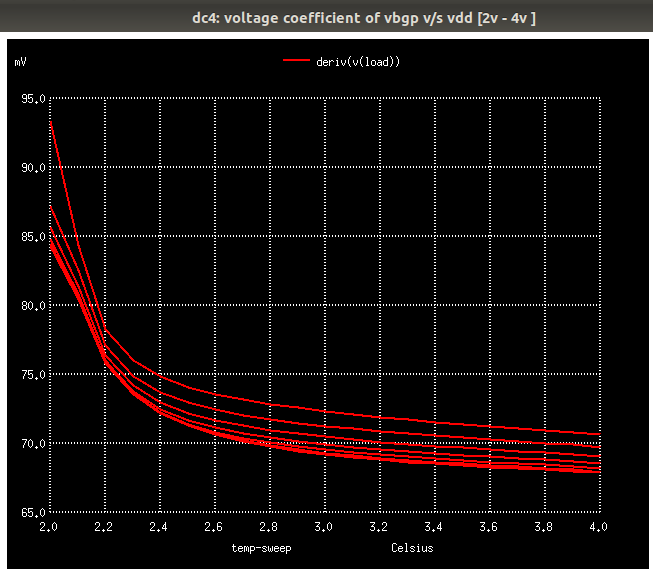 dc4: voltage coefficient of vbgp v/s vdd [2v - 4v ]
mV
deriv(v(load))
95.0
90.0
85.0
80.0
75.0
70.0
65.0
2.0 2.2 2.4 2.6 2.8 3.0 3.2 3.4 3.6 3.8 4.0
temp-sweep Celsius